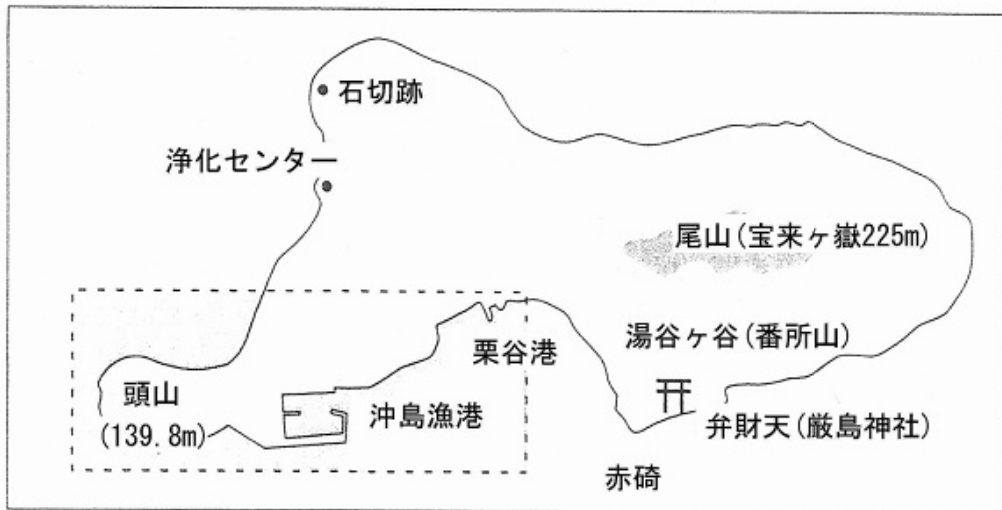 石切跡
浄化センター
尾山(宝来ヶ嶽225m)
湯谷ヶ谷(番所山)
栗谷港
頭山
(139.8m)
沖島漁港
弁財天(厳島神社)
赤碕